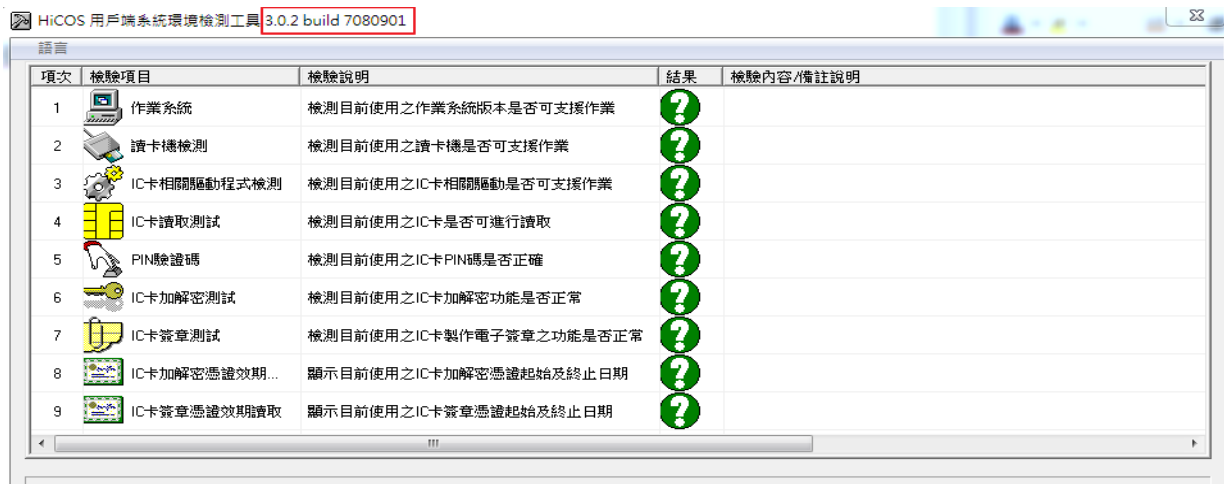 HiCOS 用戶端系統環境檢測工具 3.0.2 build 7080901
語言
項次 檢驗項目 檢驗說明 結果 檢驗內容/備註說明
1 作業系統 檢測目前使用之作業系統版本是否可支援作業
2 讀卡機檢測 檢測目前使用之讀卡機是否可支援作業
3 IC卡相關驅動程式檢測 檢測目前使用之IC卡相關驅動是否可支援作業
4 IC卡讀取測試 檢測目前使用之IC卡是否可進行讀取
5 PIN驗證碼 檢測目前使用之IC卡PIN碼是否正確
6 IC卡加解密測試 檢測目前使用之IC卡加解密功能是否正常
7 IC卡簽章測試 檢測目前使用之IC卡製作電子簽章之功能是否正常
8 IC卡加解密憑證效期... 顯示目前使用之IC卡加解密憑證起始及終止日期
9 IC卡簽章憑證效期讀取 顯示目前使用之IC卡簽章憑證起始及終止日期